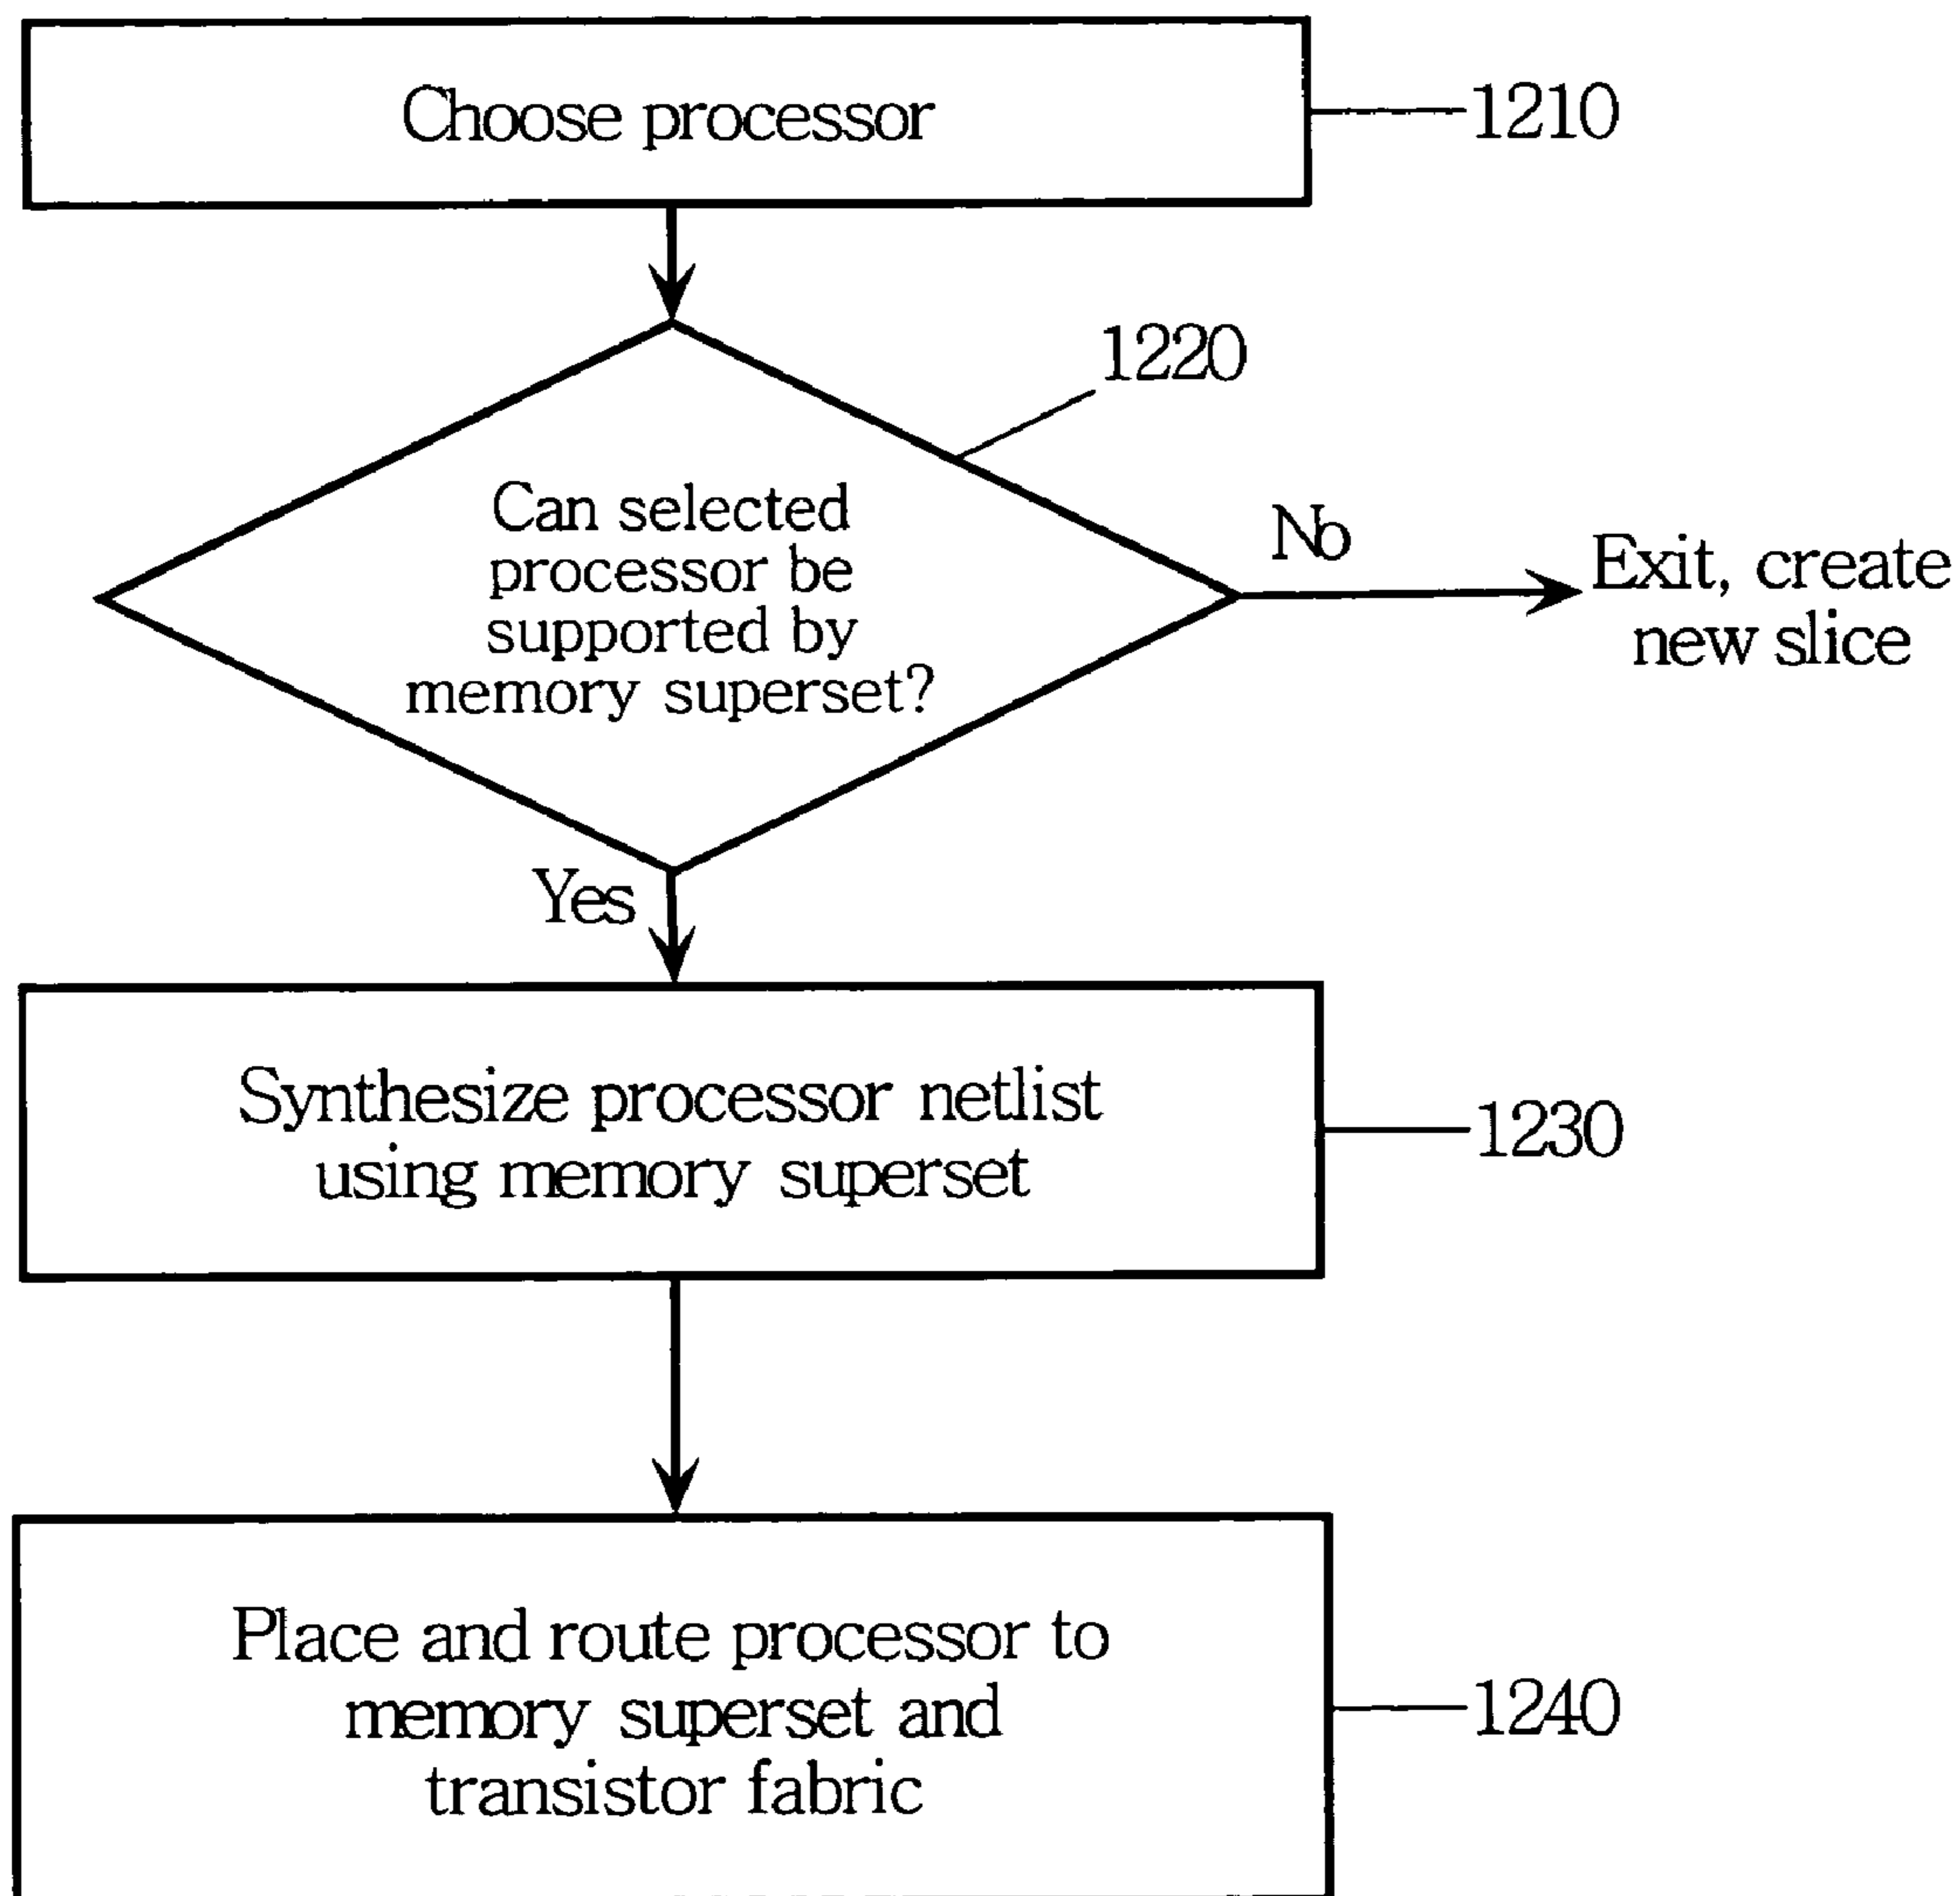 Choose processor
1210
1220
Can selected
processor be
supported by
memory superset?
No
Exit, create
new slice
Yes
Synthesize processor netlist
using memory superset
1230
Place and route processor to
memory superset and
transistor fabric
1240